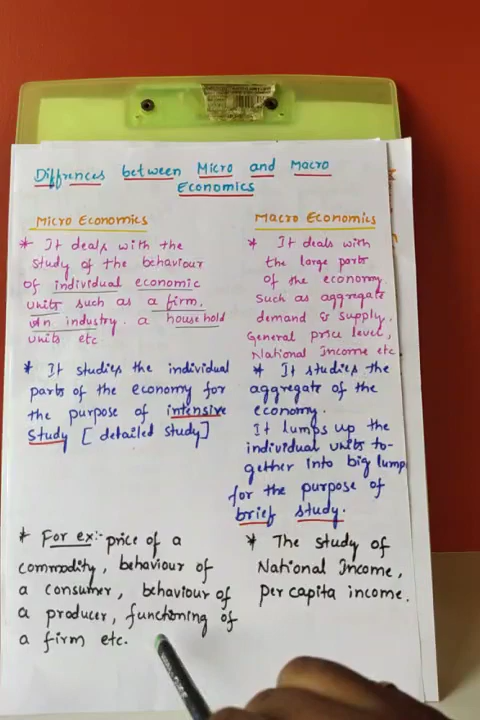 Diffrences between Micro and Macro
Economics
Micro Economics
* It deals with the
study of the behaviour
of individual economic
units such as a firm.
an industry. a household
units etc
* It studies the individual
parts of the economy for
the purpose of intensive
study [detailed study]
* For ex:- price of a
commodity, behaviour of
a consumer, behaviour of
a producer, functioning of
a firm etc.
Macro Economics
* It deals with
the large parts
of the economy
such as aggregate
demand & supply,
General price level,
National Income etc
* It studies the
aggregate of the
economy.
It lumps up the
individual units to-
gether into big lump
for the purpose of
brief study.
* The study of
National Income,
per capita income.